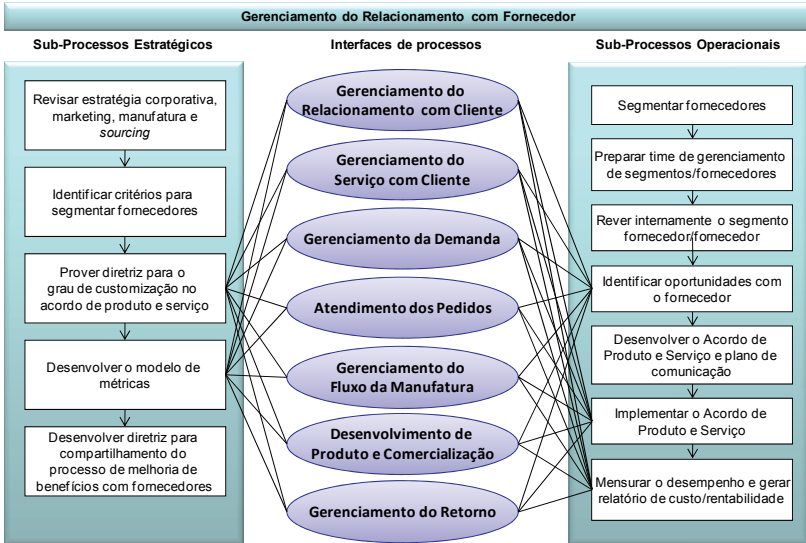 Gerenciamento do Relacionamento com Fornecedor
Sub-Processos Estratégicos
Interfaces de processos
Sub-Processos Operacionais
Revisar estratégia corporativa,
marketing, manufatura e
sourcing
Identificar critérios para
segmentar fornecedores
Prover diretriz para o
grau de customização no
acordo de produto e serviço
Desenvolver o modelo de
métricas
Desenvolver diretriz para
compartilhamento do
processo de melhoria de
benefícios com fornecedores
Gerenciamento do
Relacionamento com Cliente
Gerenciamento do
Serviço com Cliente
Gerenciamento da Demanda
Atendimento dos Pedidos
Gerenciamento do
Fluxo da Manufatura
Desenvolvimento de
Produto e Comercialização
Gerenciamento do Retorno
Segmentar fornecedores
Preparar time de gerenciamento
de segmentos/fornecedores
Rever internamente o segmento
fornecedor/fornecedor
Identificar oportunidades com
o fornecedor
Desenvolver o Acordo de
Produto e Serviço e plano de
comunicação
Implementar o Acordo de
Produto e Serviço
Mensurar o desempenho e gerar
relatório de custo/rentabilidade